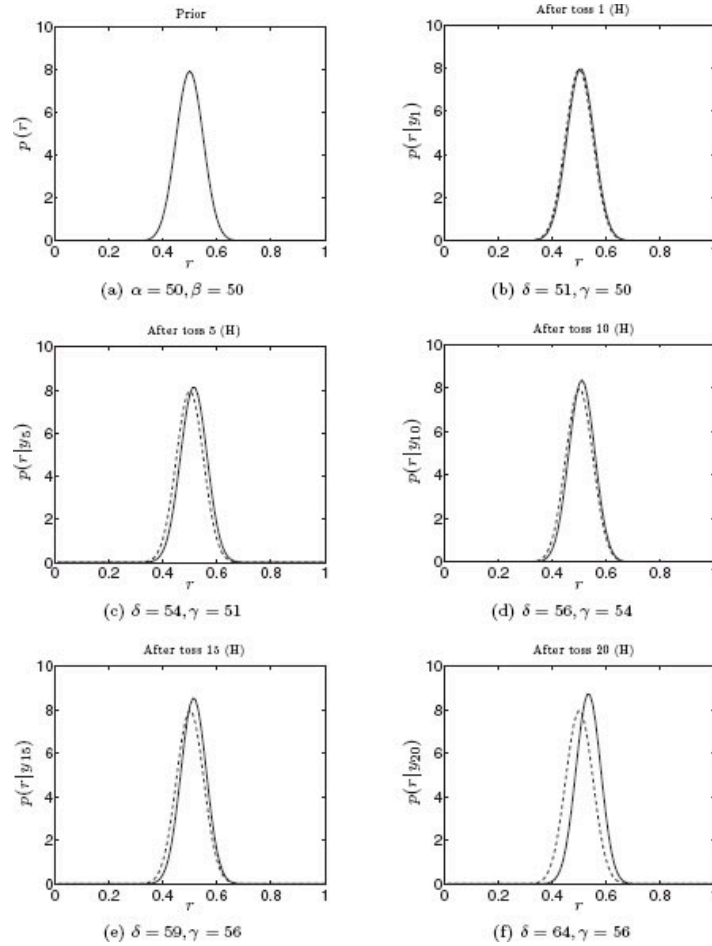 Prior
10
8
6
4
2
0
p(r)
0 0.2 0.4 0.6 0.8 1
r
(a) α = 50, β = 50
After toss 1 (H)
10
8
6
4
2
0
p(r|y₁)
0 0.2 0.4 0.6 0.8 1
r
(b) δ = 51, γ = 50
After toss 5 (H)
10
8
6
4
2
0
p(r|y₅)
0 0.2 0.4 0.6 0.8 1
r
(c) δ = 54, γ = 51
After toss 10 (H)
10
8
6
4
2
0
p(r|y₁₀)
0 0.2 0.4 0.6 0.8 1
r
(d) δ = 56, γ = 54
After toss 15 (H)
10
8
6
4
2
0
p(r|y₁₅)
0 0.2 0.4 0.6 0.8 1
r
(e) δ = 59, γ = 56
After toss 20 (H)
10
8
6
4
2
0
p(r|y₂₀)
0 0.2 0.4 0.6 0.8 1
r
(f) δ = 64, γ = 56